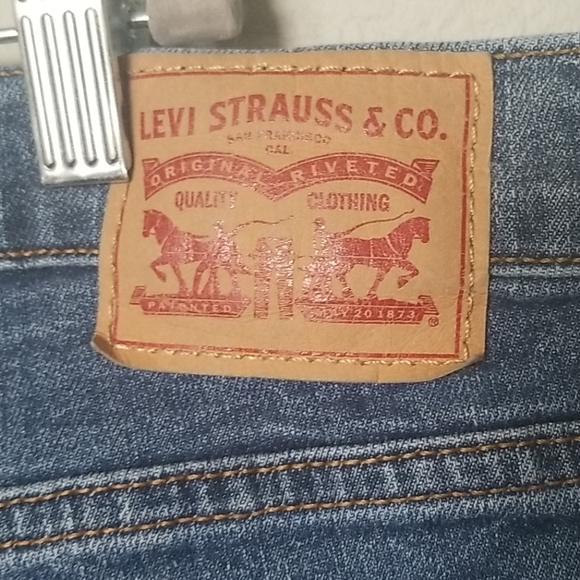 LEVI STRAUSS & CO.
SAN FRANCISCO
CAL
ORIGINAL RIVETED
QUALITY CLOTHING
PATENTED MAY 20 1873
®